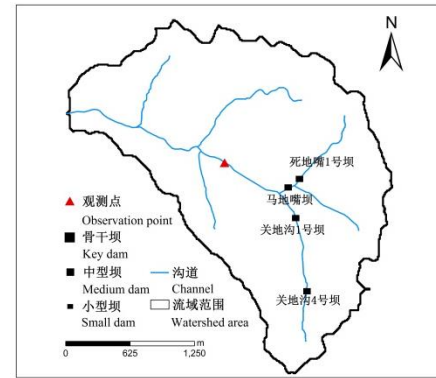 N
死地嘴1号坝
马地嘴坝
关地沟1号坝
关地沟4号坝
观测点
Observation point
骨干坝
Key dam
中型坝 沟道
Medium dam Channel
小型坝 流域范围
Small dam Watershed area
m
0 625 1,250